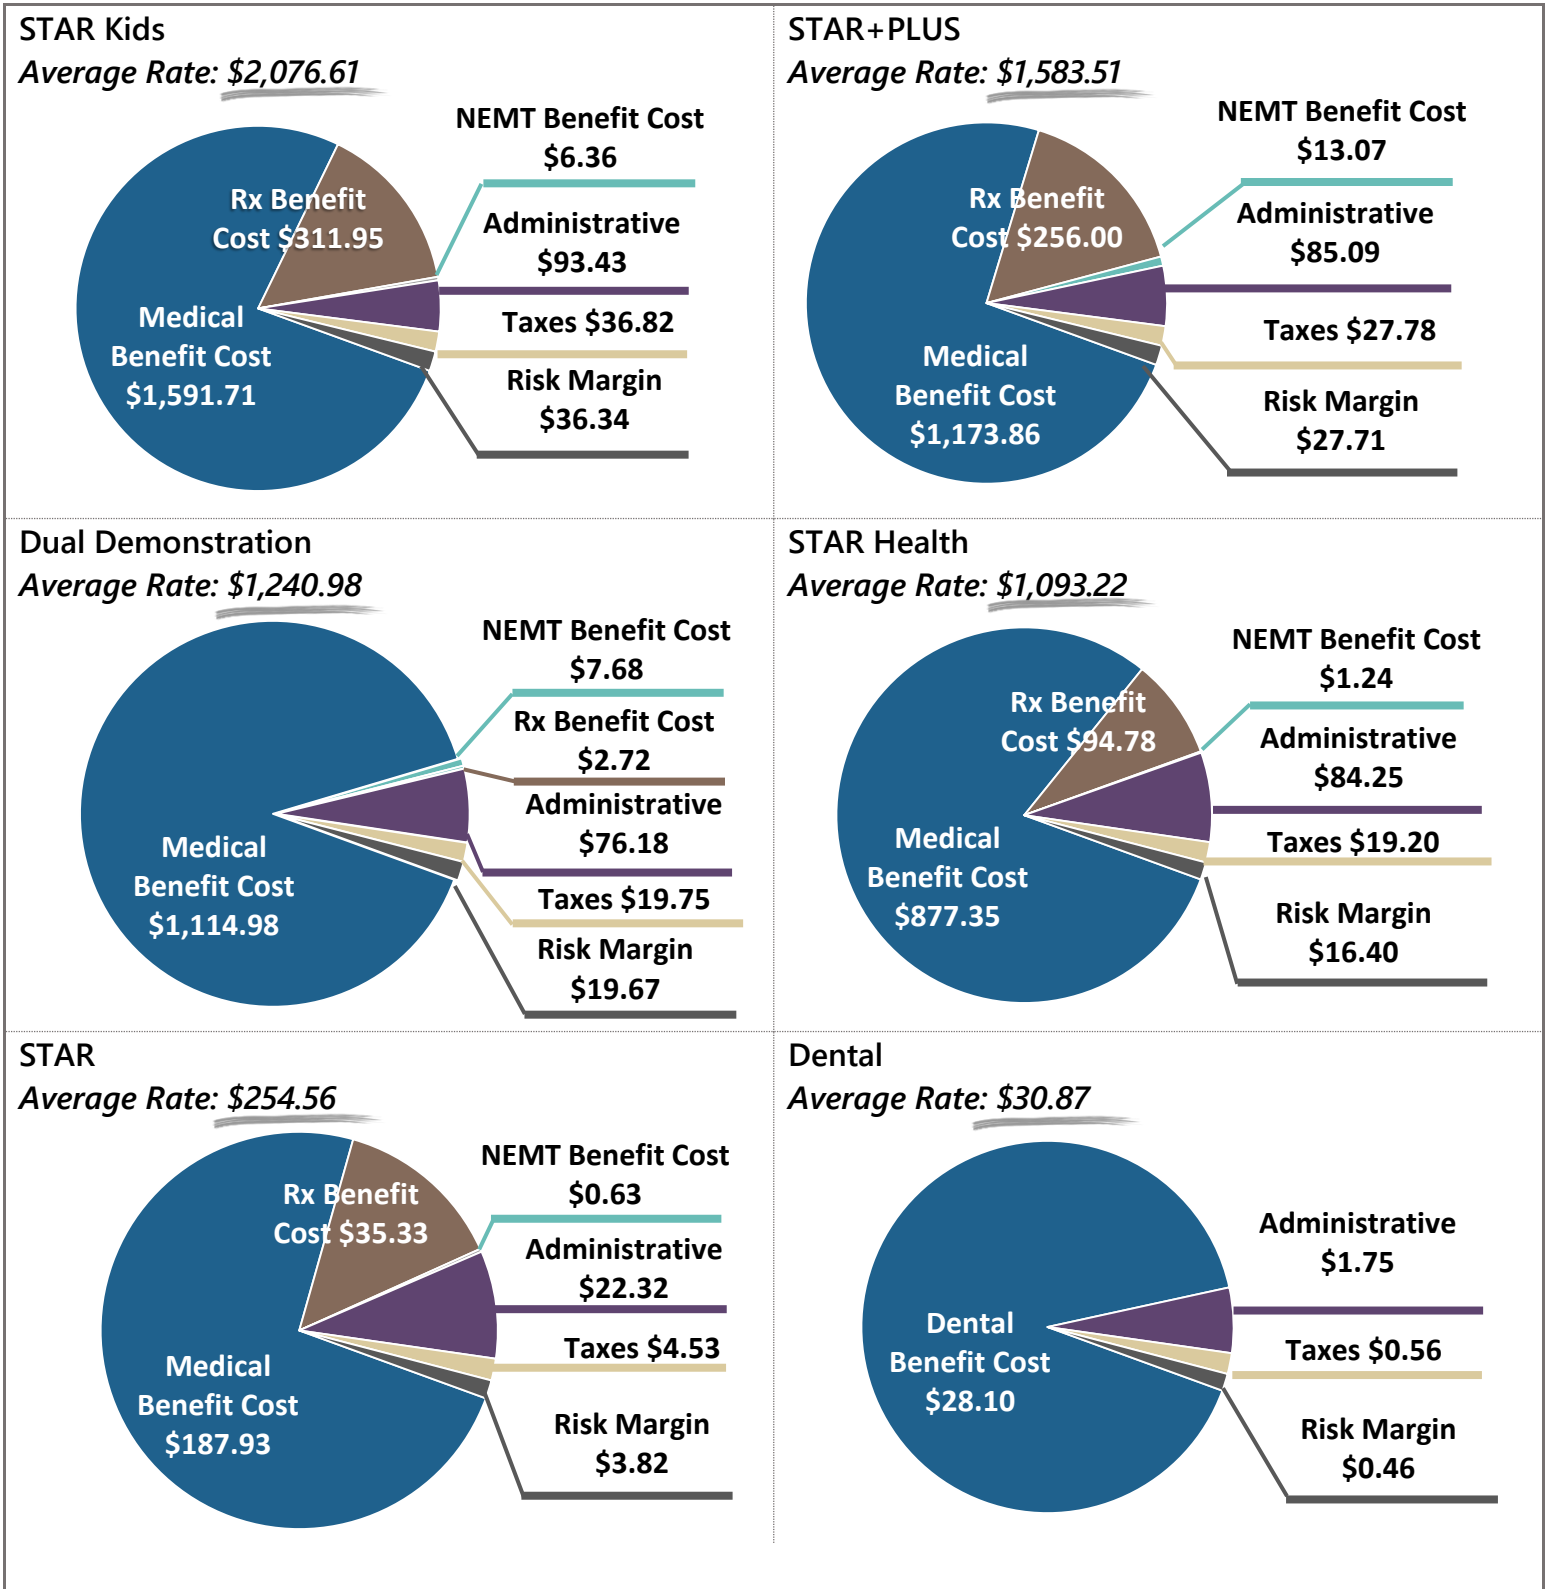 STAR Kids
Average Rate: $2,076.61
NEMT Benefit Cost
$6.36
Rx Benefit
Cost $311.95
Administrative
$93.43
Taxes $36.82
Medical
Benefit Cost
$1,591.71
Risk Margin
$36.34
STAR+PLUS
Average Rate: $1,583.51
NEMT Benefit Cost
$13.07
Rx Benefit
Cost $256.00
Administrative
$85.09
Taxes $27.78
Medical
Benefit Cost
$1,173.86
Risk Margin
$27.71
Dual Demonstration
Average Rate: $1,240.98
NEMT Benefit Cost
$7.68
Rx Benefit Cost
$2.72
Administrative
$76.18
Medical
Benefit Cost
$1,114.98
Taxes $19.75
Risk Margin
$19.67
STAR Health
Average Rate: $1,093.22
NEMT Benefit Cost
$1.24
Rx Benefit
Cost $94.78
Administrative
$84.25
Taxes $19.20
Medical
Benefit Cost
$877.35
Risk Margin
$16.40
STAR
Average Rate: $254.56
NEMT Benefit Cost
$0.63
Rx Benefit
Cost $35.33
Administrative
$22.32
Taxes $4.53
Medical
Benefit Cost
$187.93
Risk Margin
$3.82
Dental
Average Rate: $30.87
Administrative
$1.75
Dental
Benefit Cost
$28.10
Taxes $0.56
Risk Margin
$0.46